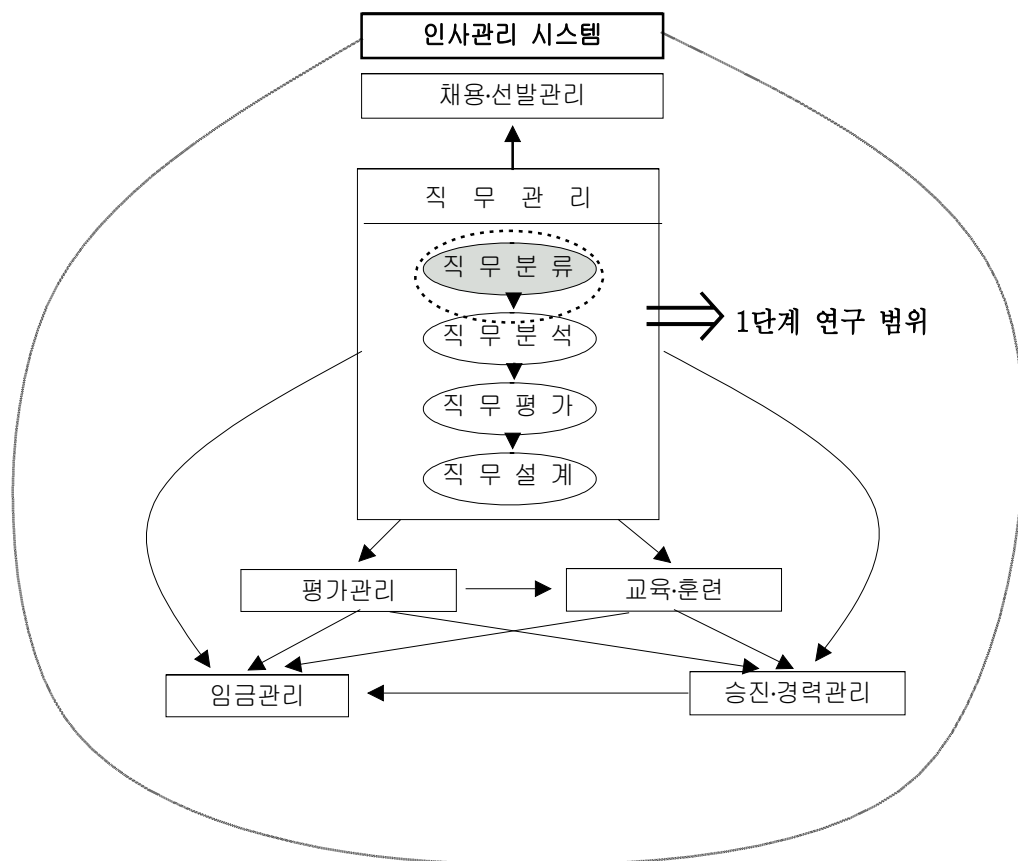 인사관리 시스템
채용·선발관리
직 무 관 리
직 무 분 류
직 무 분 석
1단계 연구 범위
직 무 평 가
직 무 설 계
평가관리
교육·훈련
임금관리
승진·경력관리